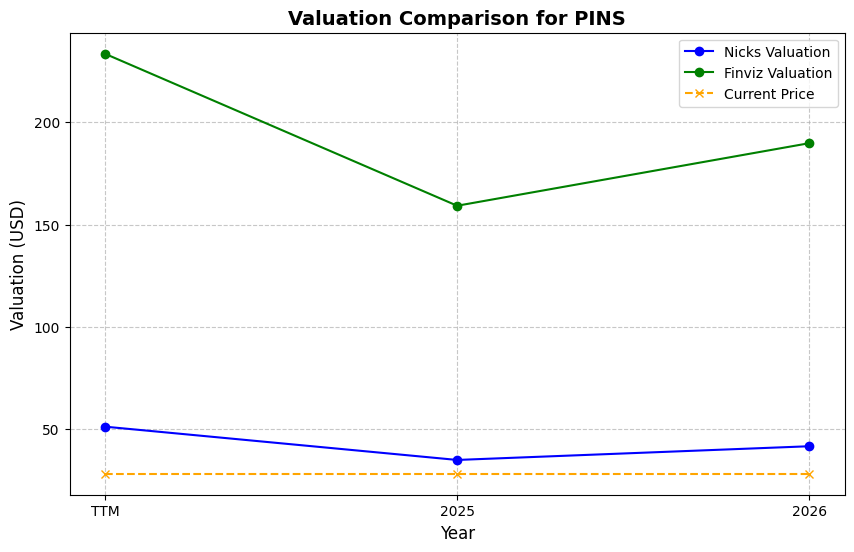 Valuation Comparison for PINS
Nicks Valuation
Finviz Valuation
Current Price
Valuation (USD)
200
150
100
50
TTM
2025
2026
Year